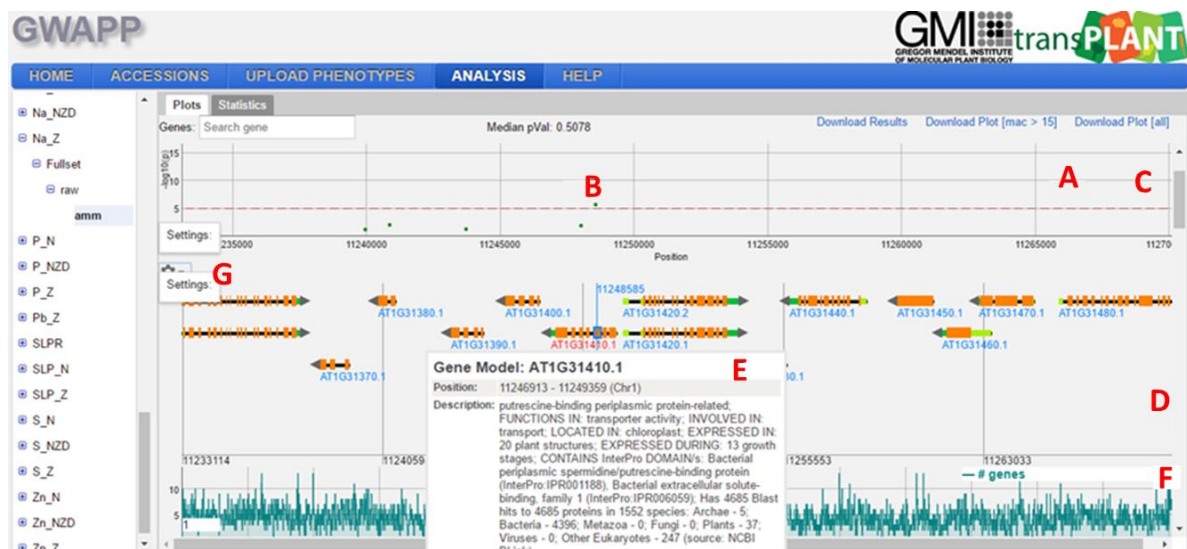 GWAPP
GMI transPLANT
GREGOR MENDEL INSTITUTE
OF MOLECULAR PLANT BIOLOGY
HOME ACCESSIONS UPLOAD PHENOTYPES ANALYSIS HELP
Na_NZD
Na_Z
Fullset
raw
amm
P_N
P_NZD
P_Z
Pb_Z
SLPR
SLP_N
SLP_Z
S_N
S_NZD
S_Z
Zn_N
Zn_NZD
Zn_Z
Plots Statistics
Genes: Search gene Median pVal: 0.5078 Download Results Download Plot [mac > 15] Download Plot [all]
-log10(p)
15
10
5
A
B
C
Settings:
235000 11240000 11245000 11250000 11255000 11260000 11265000 11270
Position
G
Settings:
11248585
AT1G31380.1 AT1G31400.1 AT1G31420.2 AT1G31440.1 AT1G31450.1 AT1G31470.1 AT1G31480.1
AT1G31390.1 AT1G31410.1 AT1G31420.1 AT1G31460.1
AT1G31370.1 30.1
E
D
Gene Model: AT1G31410.1
Position: 11246913 - 11249359 (Chr1)
Description: putrescine-binding periplasmic protein-related;
FUNCTIONS IN: transporter activity; INVOLVED IN:
transport; LOCATED IN: chloroplast; EXPRESSED IN:
20 plant structures; EXPRESSED DURING: 13 growth
stages; CONTAINS InterPro DOMAIN/s: Bacterial
periplasmic spermidine/putrescine-binding protein
(InterPro:IPR001188), Bacterial extracellular solute-
binding, family 1 (InterPro:IPR006059); Has 4685 Blast
hits to 4685 proteins in 1552 species: Archae - 5;
Bacteria - 4396; Metazoa - 0; Fungi - 0; Plants - 37;
Viruses - 0; Other Eukaryotes - 247 (source: NCBI
11233114 1124059 11255553 11263033
# genes
F
10
5
1